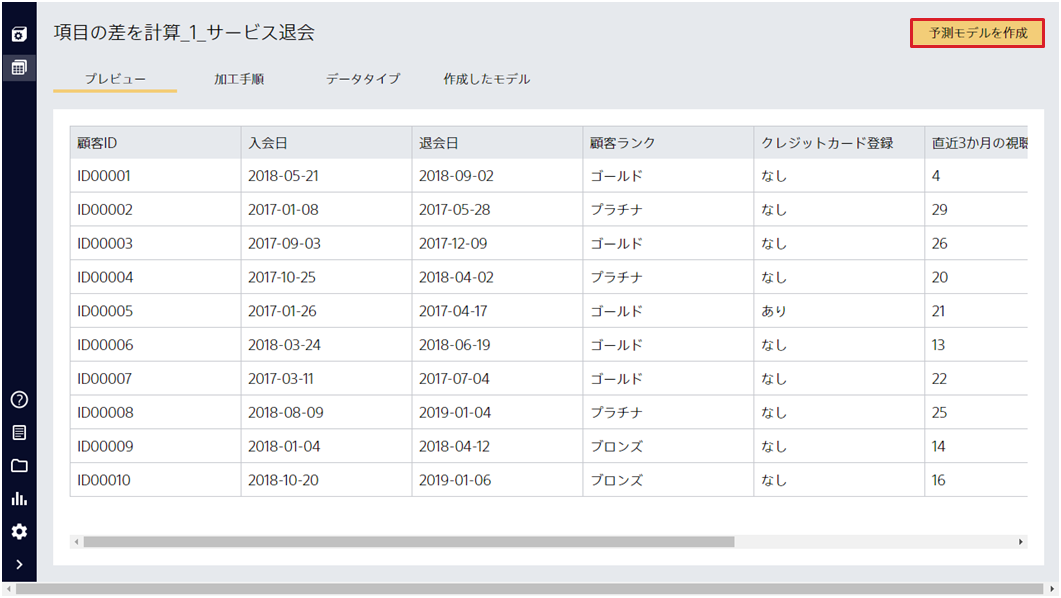 項目の差を計算_1_サービス退会
予測モデルを作成
プレビュー 加工手順 データタイプ 作成したモデル
顧客ID 入会日 退会日 顧客ランク クレジットカード登録 直近3か月の視聴
ID00001 2018-05-21 2018-09-02 ゴールド なし 4
ID00002 2017-01-08 2017-05-28 プラチナ なし 29
ID00003 2017-09-03 2017-12-09 ゴールド なし 26
ID00004 2017-10-25 2018-04-02 プラチナ なし 20
ID00005 2017-01-26 2017-04-17 ゴールド あり 21
ID00006 2018-03-24 2018-06-19 ゴールド なし 13
ID00007 2017-03-11 2017-07-04 ゴールド なし 22
ID00008 2018-08-09 2019-01-04 プラチナ なし 25
ID00009 2018-01-04 2018-04-12 ブロンズ なし 14
ID00010 2018-10-20 2019-01-06 ブロンズ なし 16